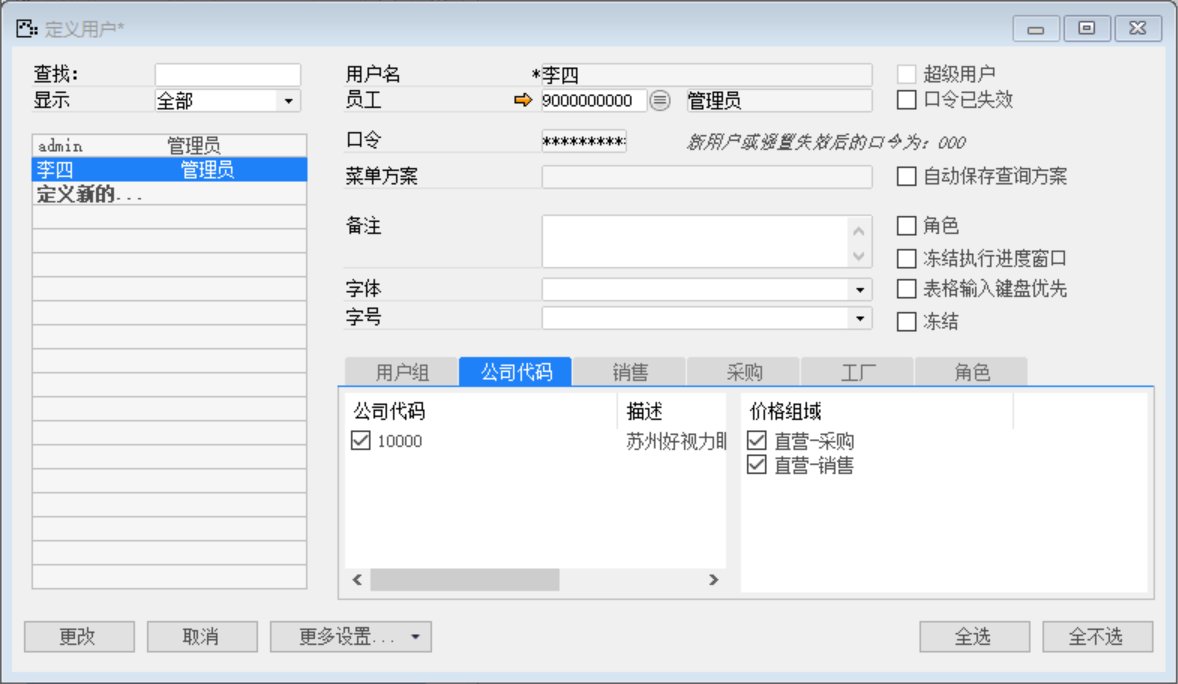 定义用户*
查找:
显示 全部
admin 管理员
李四 管理员
定义新的...
用户名 *李四
员工 9000000000 管理员
口令 **********
新用户或强置失效后的口令为: 000
菜单方案
备注
字体
字号
超级用户
口令已失效
自动保存查询方案
角色
冻结执行进度窗口
表格输入键盘优先
冻结
用户组 公司代码 销售 采购 工厂 角色
公司代码 描述 价格组域
10000 苏州好视力 直营-采购
直营-销售
更改 取消 更多设置... 全选 全不选